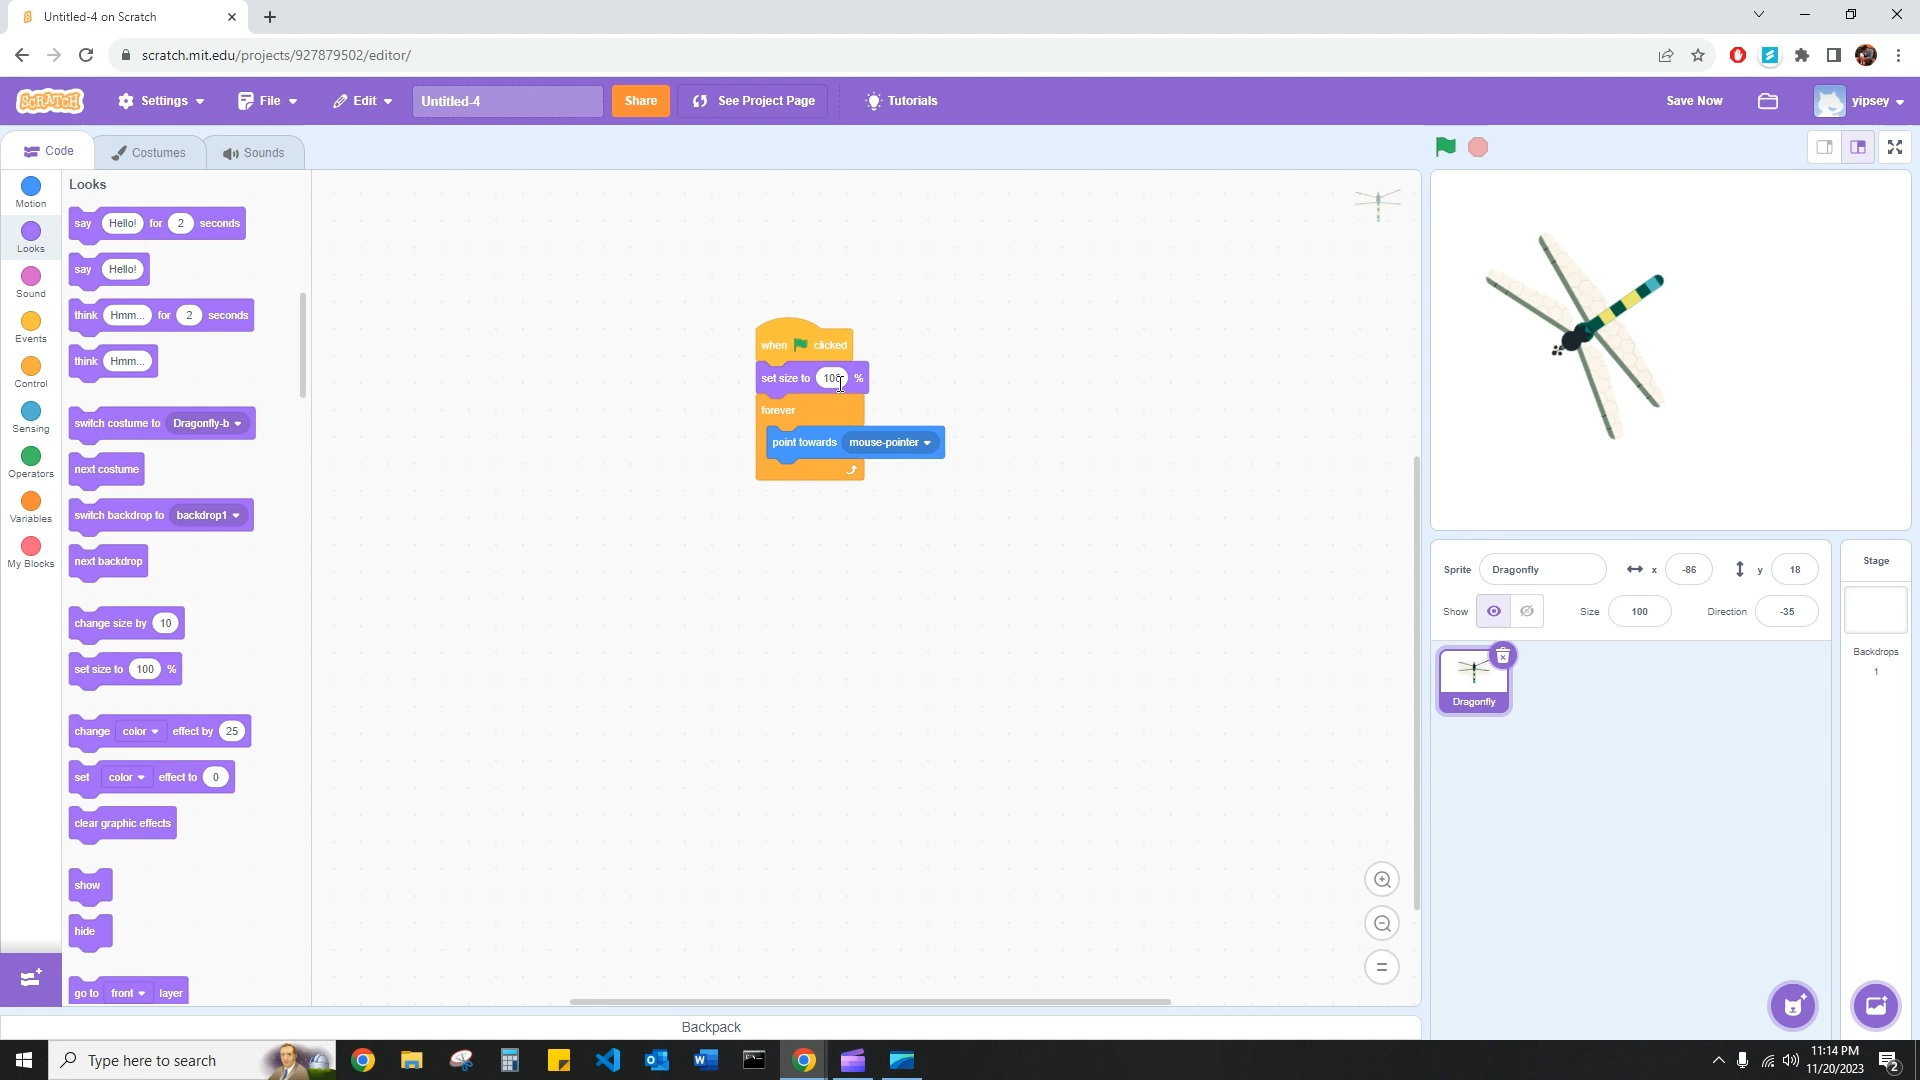 Untitled-4 on Scratch
scratch.mit.edu/projects/927879502/editor/
SCRATCH
Settings
File
Edit
Untitled-4
Share
See Project Page
Tutorials
Save Now
yipsey
Code
Costumes
Sounds
Motion
Looks
Sound
Events
Control
Sensing
Operators
Variables
My Blocks
Looks
say Hello! for 2 seconds
say Hello!
think Hmm... for 2 seconds
think Hmm...
switch costume to Dragonfly-b
next costume
switch backdrop to backdrop1
next backdrop
change size by 10
set size to 100 %
change color effect by 25
set color effect to 0
clear graphic effects
show
hide
go to front layer
when clicked
set size to 100 %
forever
point towards mouse-pointer
Backpack
Sprite Dragonfly x -86 y 18
Show Size 100 Direction -35
Dragonfly
Stage
Backdrops
1
Type here to search
11:14 PM
11/20/2023
2